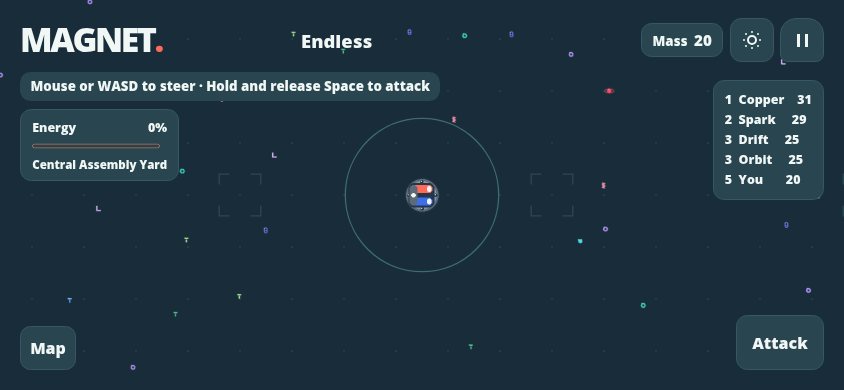 MAGNET.
Endless
Mass 20
Mouse or WASD to steer · Hold and release Space to attack
Energy 0%
Central Assembly Yard
1 Copper 31
2 Spark 29
3 Drift 25
3 Orbit 25
5 You 20
Map
Attack